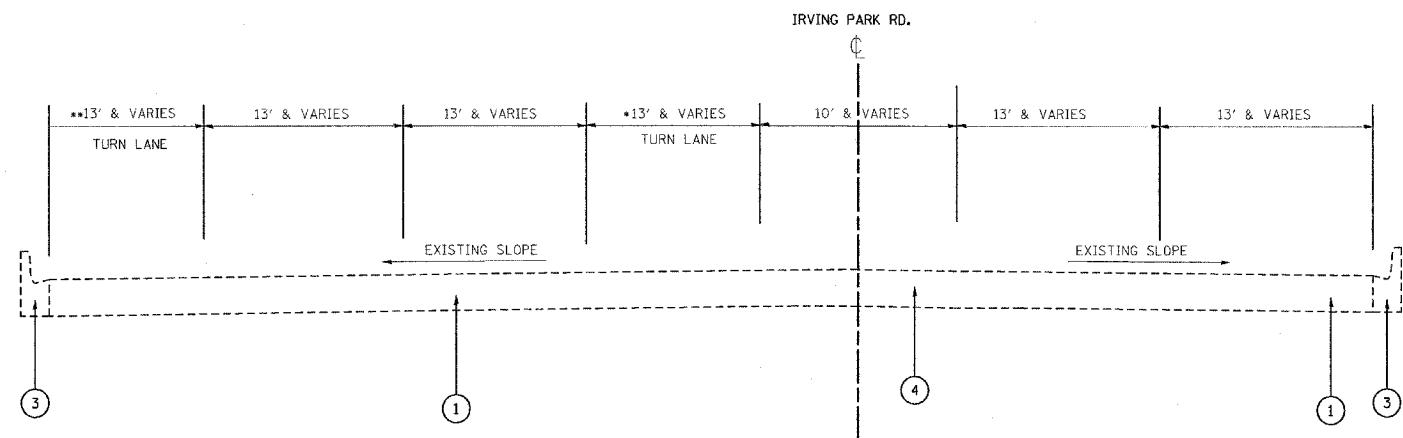 IRVING PARK RD.
℄
**13' & VARIES
TURN LANE
13' & VARIES
13' & VARIES
*13' & VARIES
TURN LANE
10' & VARIES
13' & VARIES
13' & VARIES
EXISTING SLOPE
EXISTING SLOPE
3
1
4
1
3